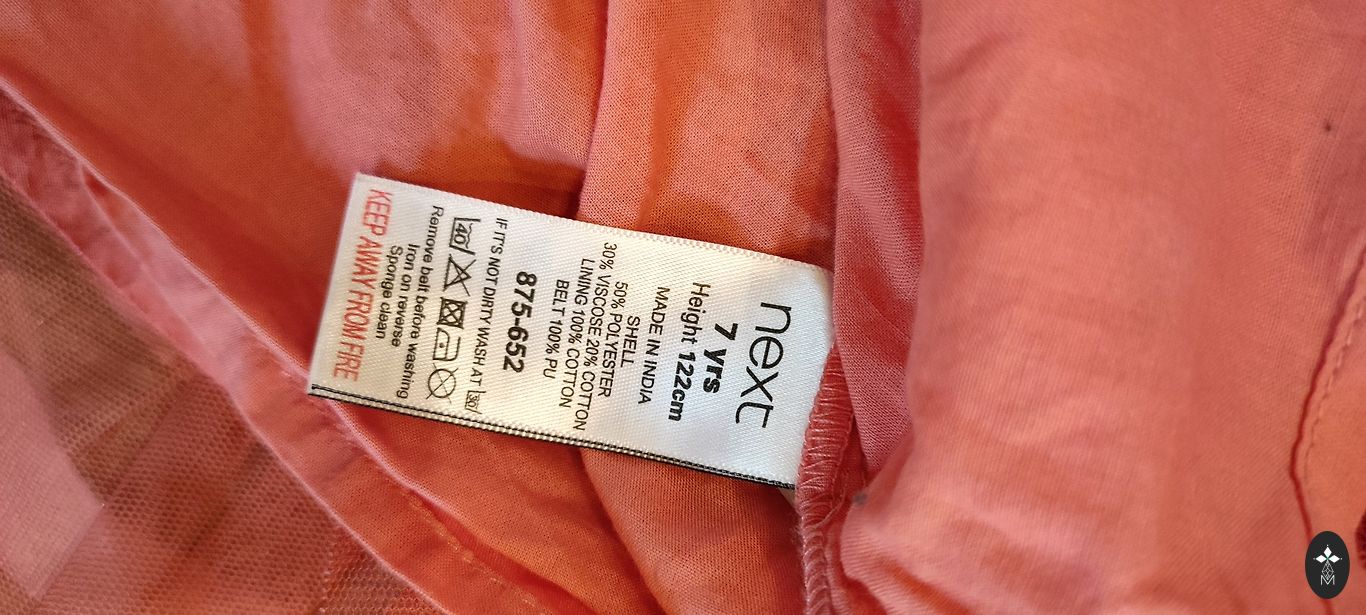 next
7 yrs
Height 122cm
MADE IN INDIA
SHELL
50% POLYESTER
30% VISCOSE 20% COTTON
LINING 100% COTTON
BELT 100% PU
875-652
IF IT'S NOT DIRTY WASH AT 30
40
Remove belt before washing
Iron on reverse
Sponge clean
KEEP AWAY FROM FIRE
M